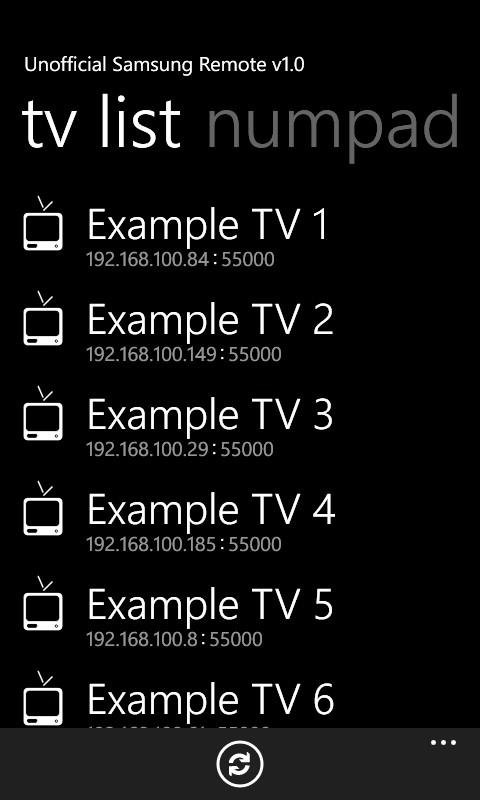 Unofficial Samsung Remote v1.0
tv list numpad
Example TV 1
192.168.100.84:55000
Example TV 2
192.168.100.149:55000
Example TV 3
192.168.100.29:55000
Example TV 4
192.168.100.185:55000
Example TV 5
192.168.100.8:55000
Example TV 6